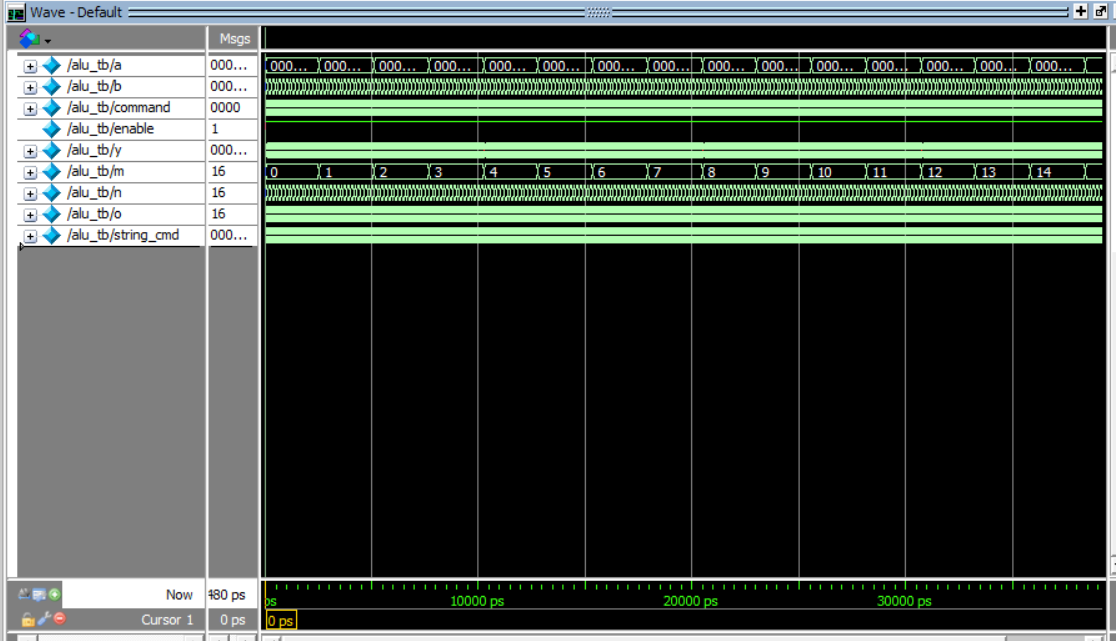 Wave - Default
Msgs
/alu_tb/a 000... 000... 000... 000... 000... 000... 000... 000... 000... 000... 000... 000... 000... 000... 000... 000...
/alu_tb/b 000...
/alu_tb/command 0000
/alu_tb/enable 1
/alu_tb/y 000...
/alu_tb/m 16 0 1 2 3 4 5 6 7 8 9 10 11 12 13 14
/alu_tb/n 16
/alu_tb/o 16
/alu_tb/string_cmd 000...
Now 480 ps ps 10000 ps 20000 ps 30000 ps
Cursor 1 0 ps 0 ps